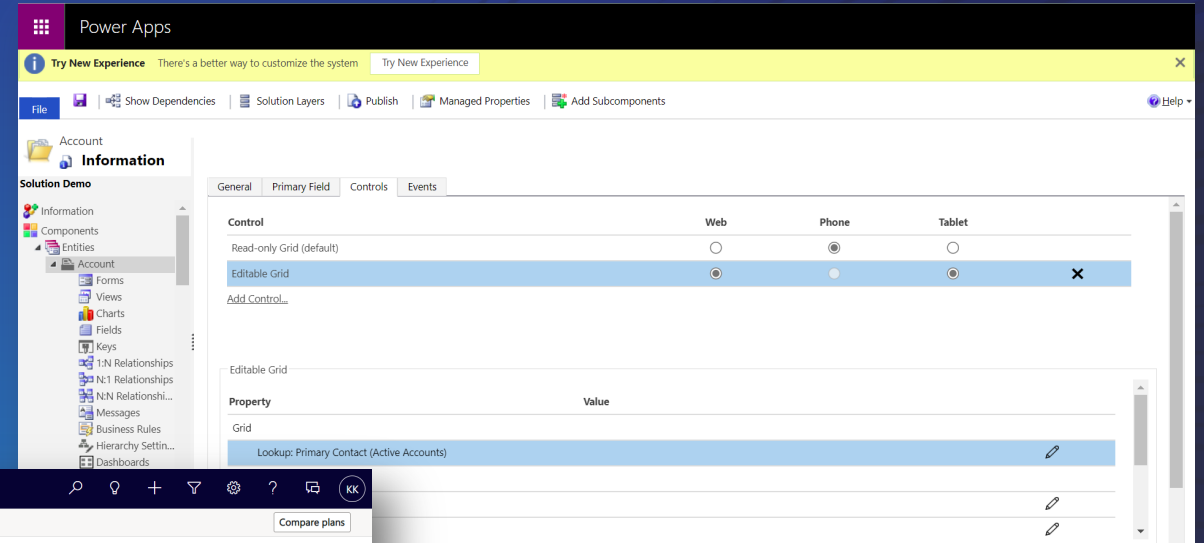 Power Apps
Try New Experience There's a better way to customize the system Try New Experience
File Show Dependencies Solution Layers Publish Managed Properties Add Subcomponents Help
Account
Information
Solution Demo
General Primary Field Controls Events
Information
Components
Entities
Account
Forms
Views
Charts
Fields
Keys
1:N Relationships
N:1 Relationships
N:N Relationshi...
Messages
Business Rules
Hierarchy Settin...
Dashboards
Control Web Phone Tablet
Read-only Grid (default)
Editable Grid
Add Control...
Editable Grid
Property Value
Grid
Lookup: Primary Contact (Active Accounts)
KK
Compare plans